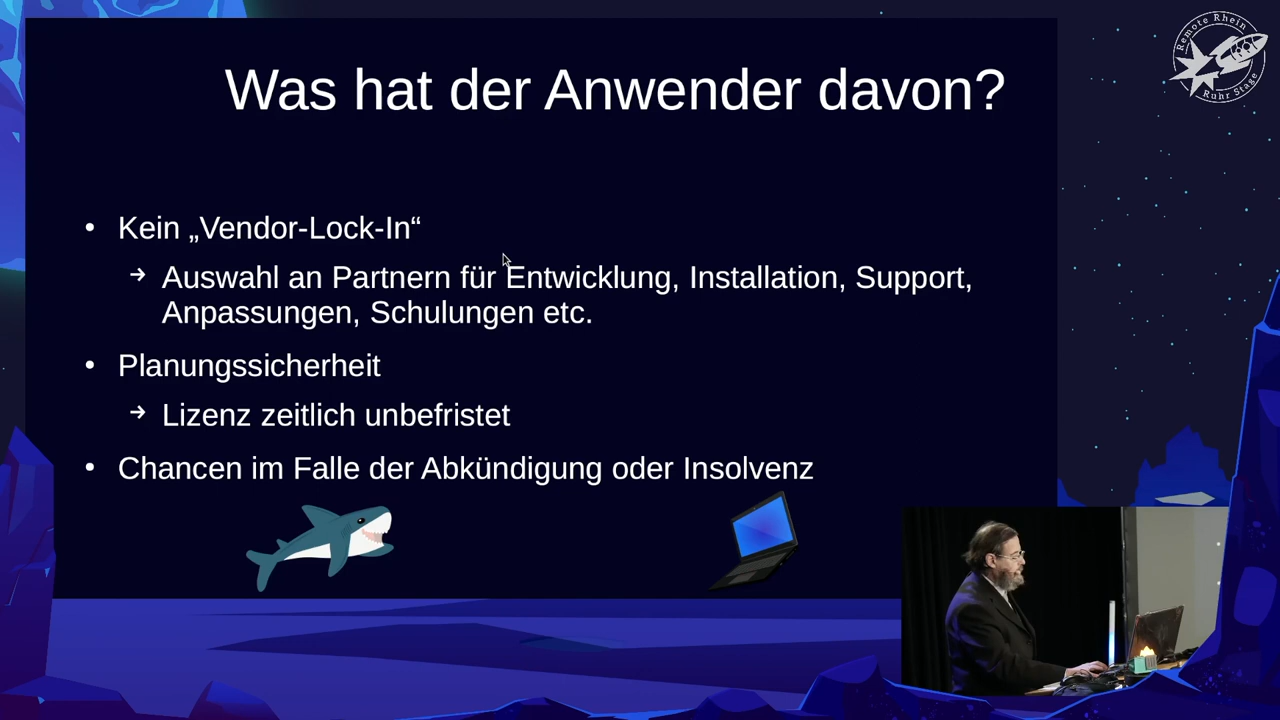 Was hat der Anwender davon?
• Kein „Vendor-Lock-In“
→ Auswahl an Partnern für Entwicklung, Installation, Support,
Anpassungen, Schulungen etc.
• Planungssicherheit
→ Lizenz zeitlich unbefristet
• Chancen im Falle der Abkündigung oder Insolvenz
Remote Rhein
Ruhr Stage